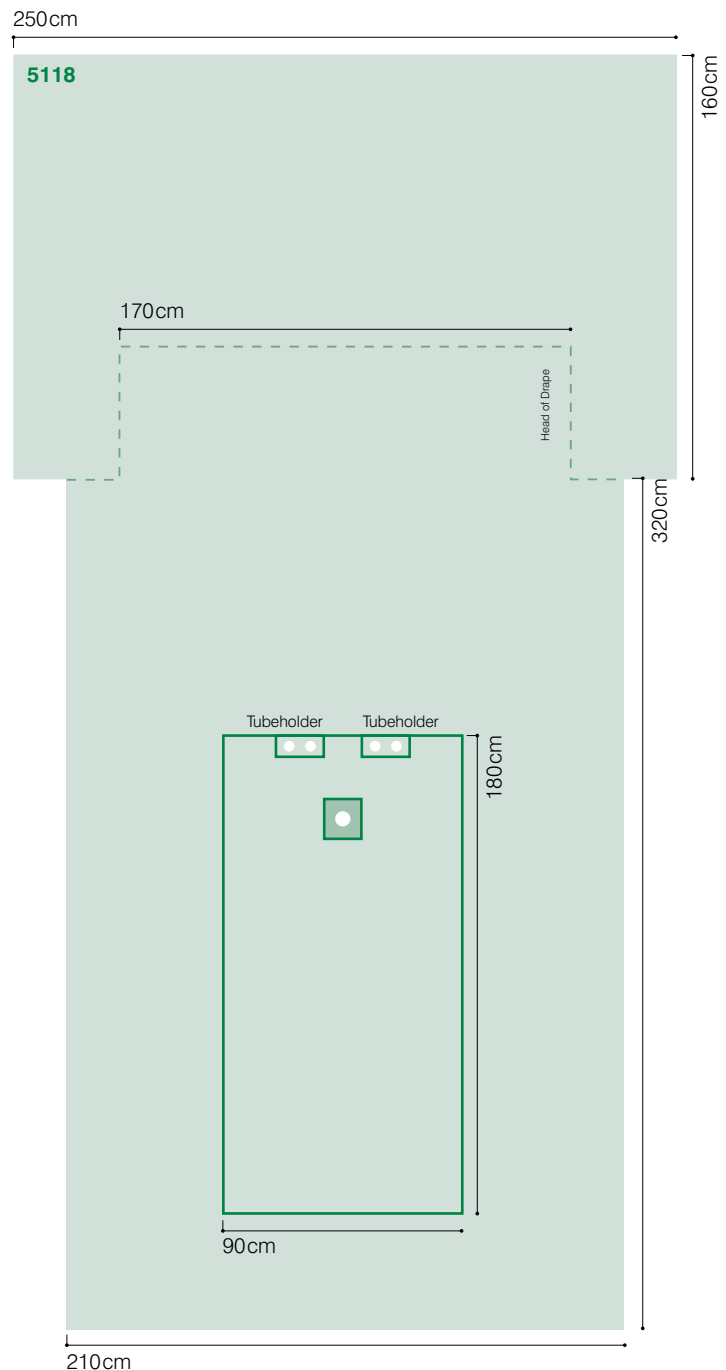 250cm
5118
160cm
170cm
Head of Drape
320cm
Tubeholder Tubeholder
180cm
90cm
210cm